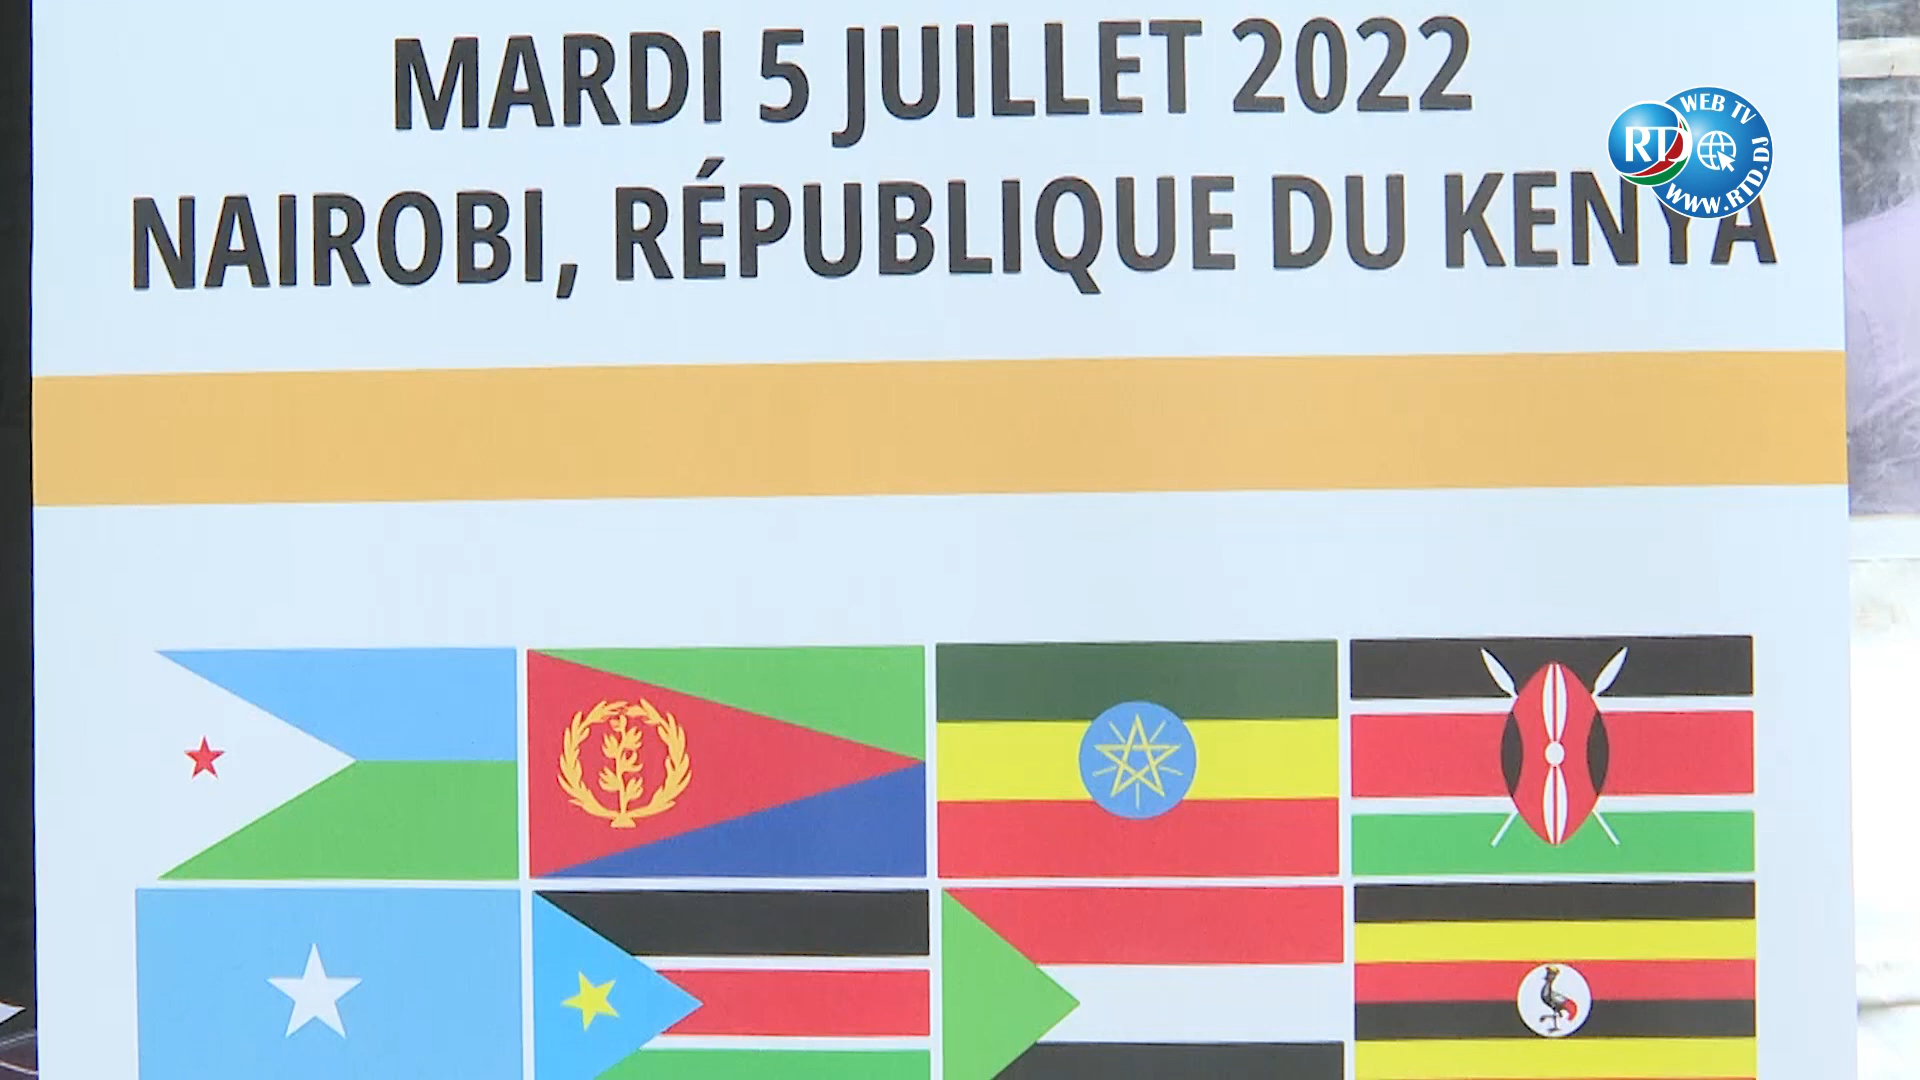 MARDI 5 JUILLET 2022
NAIROBI, RÉPUBLIQUE DU KENYA
WEB TV
RTD
WWW.RTD.DJ